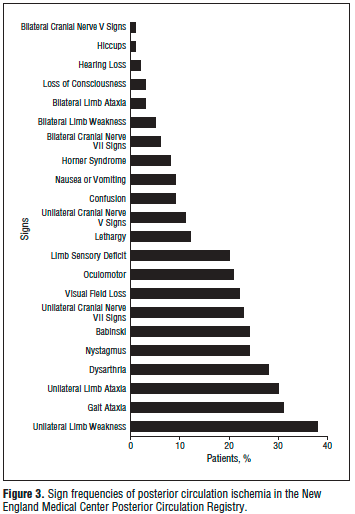 Bilateral Cranial Nerve V Signs
Hiccups
Hearing Loss
Loss of Consciousness
Bilateral Limb Ataxia
Bilateral Limb Weakness
Bilateral Cranial Nerve
VII Signs
Horner Syndrome
Nausea or Vomiting
Confusion
Unilateral Cranial Nerve
V Signs
Lethargy
Limb Sensory Deficit
Oculomotor
Visual Field Loss
Unilateral Cranial Nerve
VII Signs
Babinski
Nystagmus
Dysarthria
Unilateral Limb Ataxia
Gait Ataxia
Unilateral Limb Weakness
Signs
0 10 20 30 40
Patients, %
Figure 3. Sign frequencies of posterior circulation ischemia in the New
England Medical Center Posterior Circulation Registry.